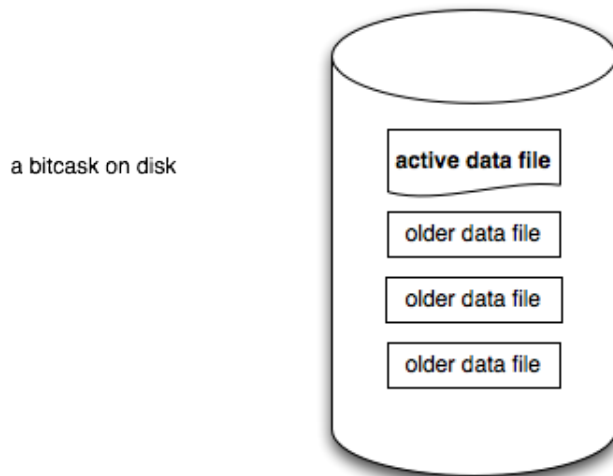 a bitcask on disk
active data file
older data file
older data file
older data file